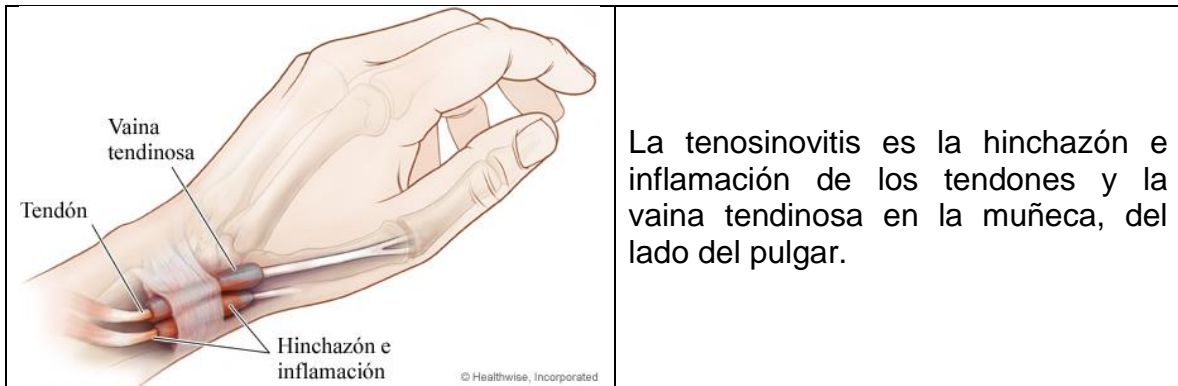 Vaina
tendinosa
Tendón
Hinchazón e
inflamación
© Healthwise, Incorporated
La tenosinovitis es la hinchazón e
inflamación de los tendones y la
vaina tendinosa en la muñeca, del
lado del pulgar.